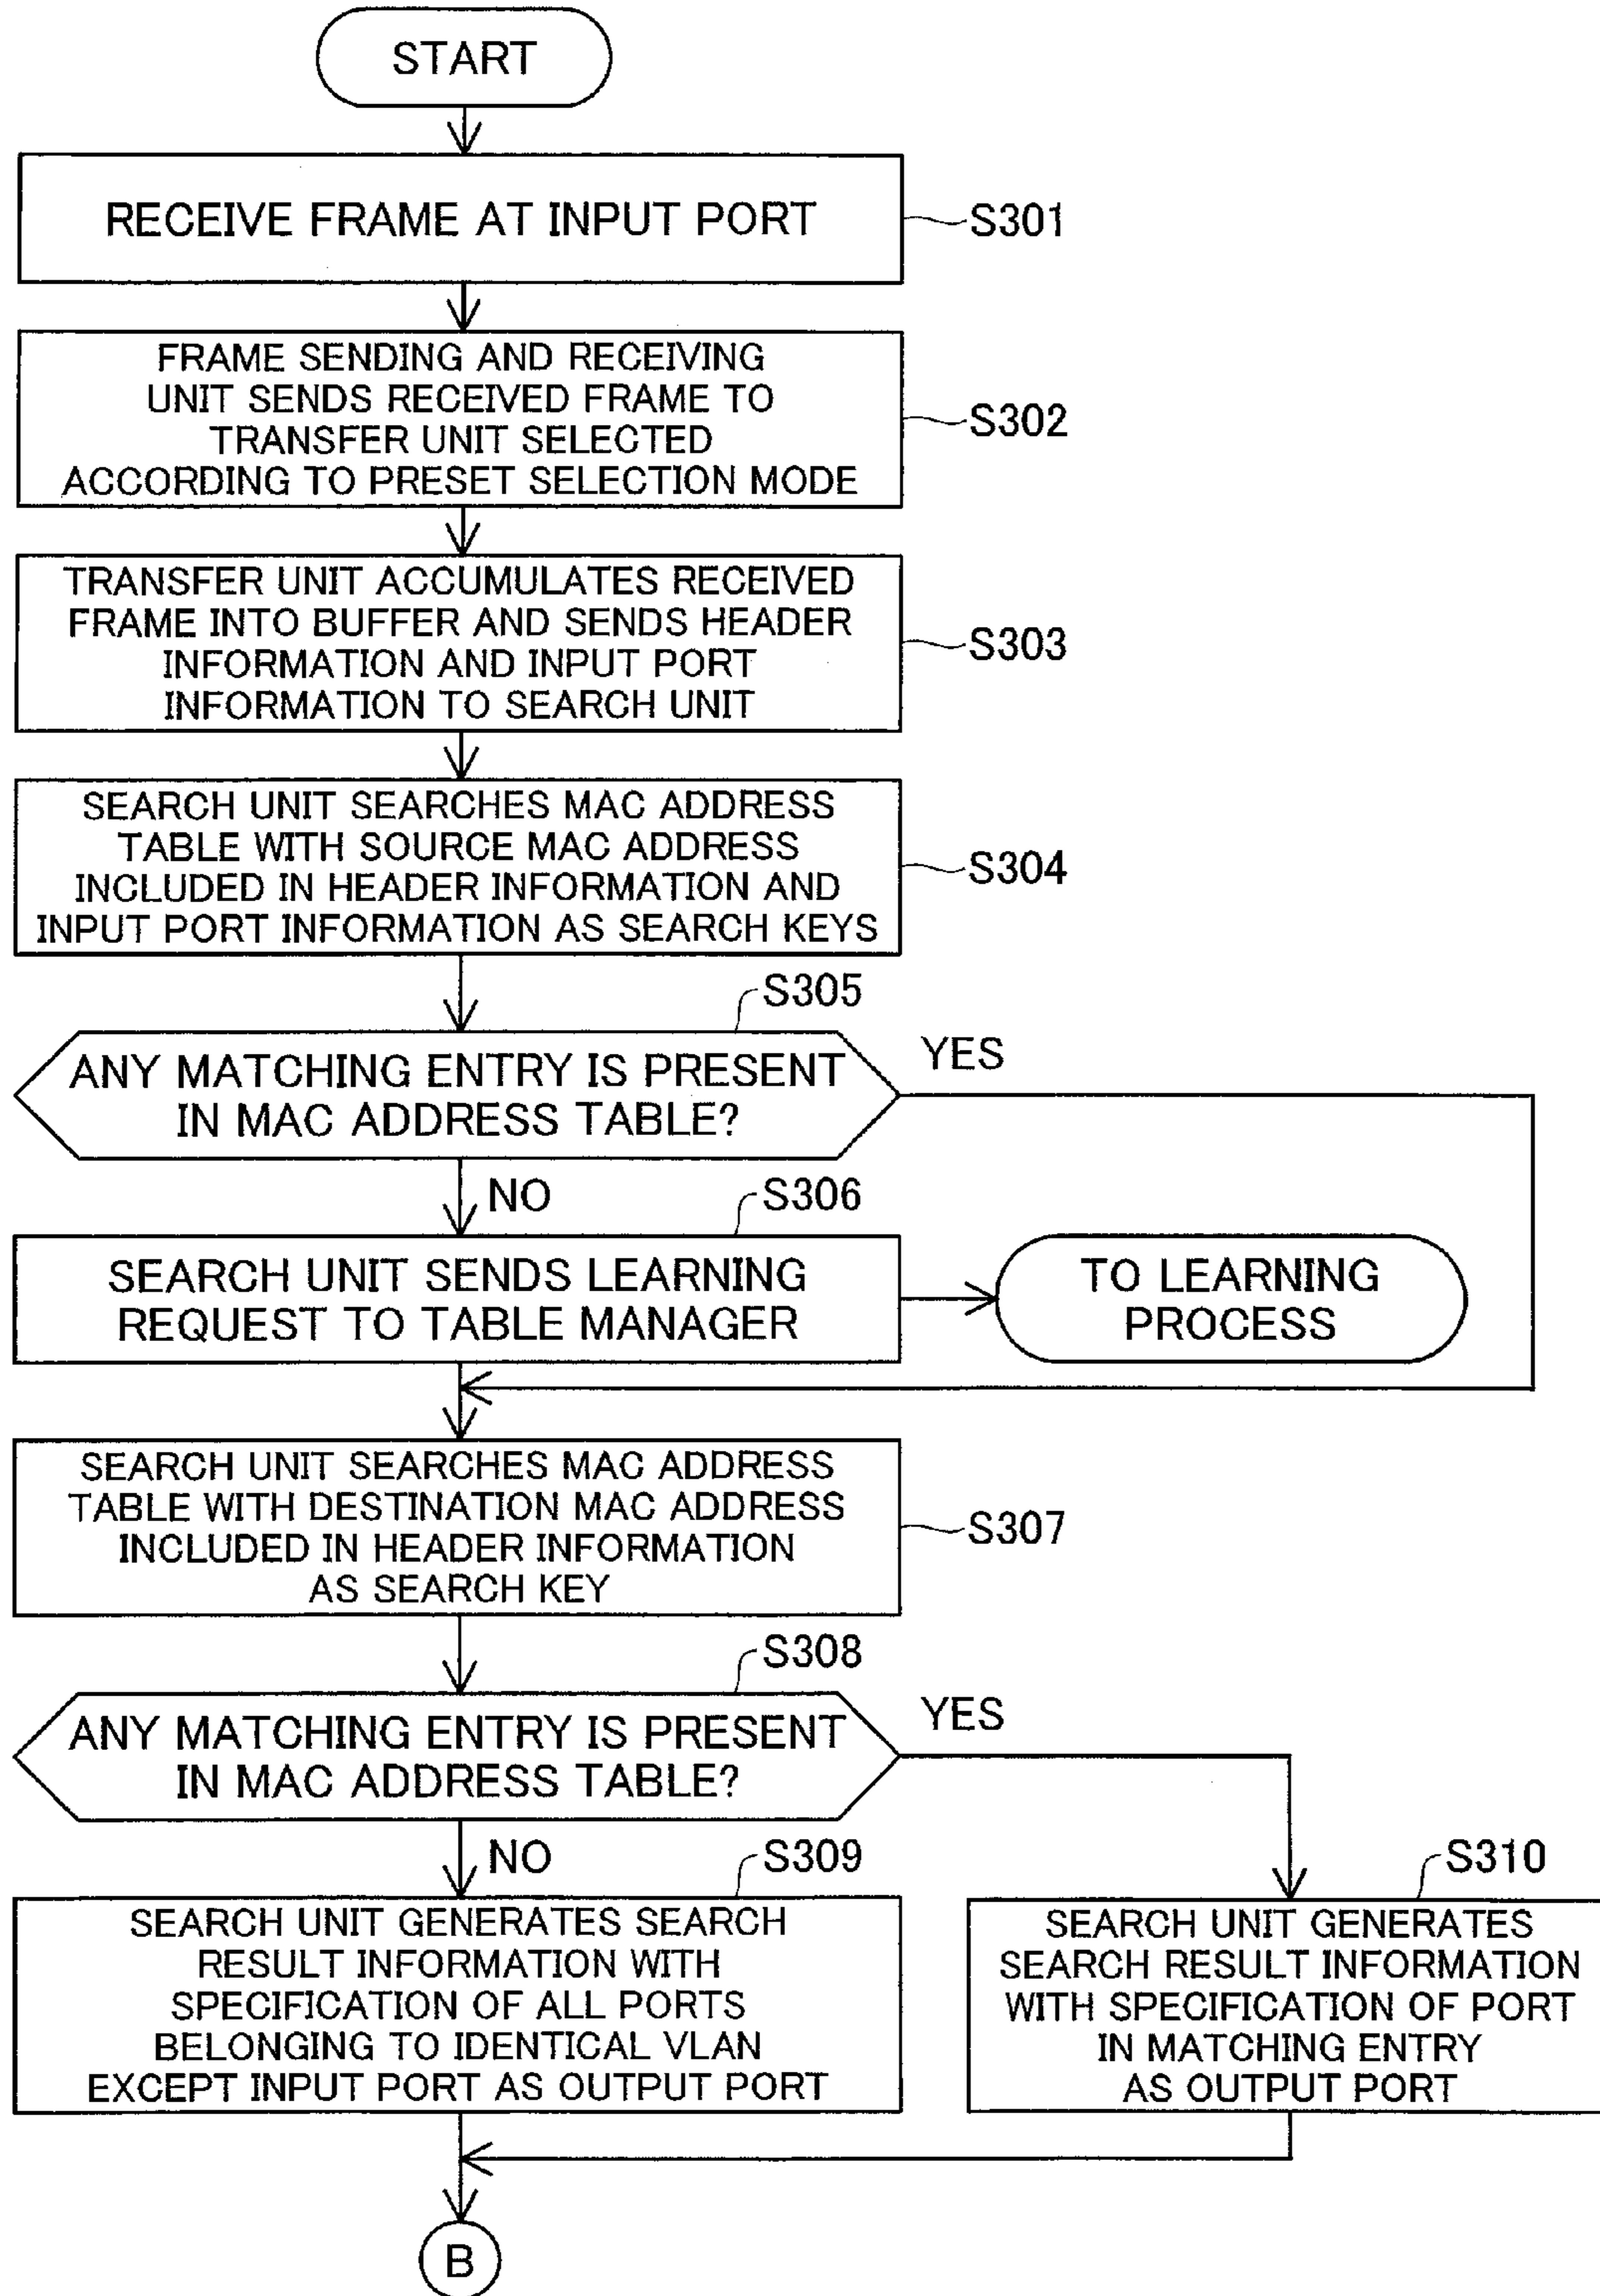 START
RECEIVE FRAME AT INPUT PORT
S301
FRAME SENDING AND RECEIVING
UNIT SENDS RECEIVED FRAME TO
TRANSFER UNIT SELECTED
ACCORDING TO PRESET SELECTION MODE
S302
TRANSFER UNIT ACCUMULATES RECEIVED
FRAME INTO BUFFER AND SENDS HEADER
INFORMATION AND INPUT PORT
INFORMATION TO SEARCH UNIT
S303
SEARCH UNIT SEARCHES MAC ADDRESS
TABLE WITH SOURCE MAC ADDRESS
INCLUDED IN HEADER INFORMATION AND
INPUT PORT INFORMATION AS SEARCH KEYS
S304
S305
ANY MATCHING ENTRY IS PRESENT
IN MAC ADDRESS TABLE?
YES
NO
S306
SEARCH UNIT SENDS LEARNING
REQUEST TO TABLE MANAGER
TO LEARNING
PROCESS
SEARCH UNIT SEARCHES MAC ADDRESS
TABLE WITH DESTINATION MAC ADDRESS
INCLUDED IN HEADER INFORMATION
AS SEARCH KEY
S307
S308
ANY MATCHING ENTRY IS PRESENT
IN MAC ADDRESS TABLE?
YES
NO
S309
SEARCH UNIT GENERATES SEARCH
RESULT INFORMATION WITH
SPECIFICATION OF ALL PORTS
BELONGING TO IDENTICAL VLAN
EXCEPT INPUT PORT AS OUTPUT PORT
S310
SEARCH UNIT GENERATES
SEARCH RESULT INFORMATION
WITH SPECIFICATION OF PORT
IN MATCHING ENTRY
AS OUTPUT PORT
B